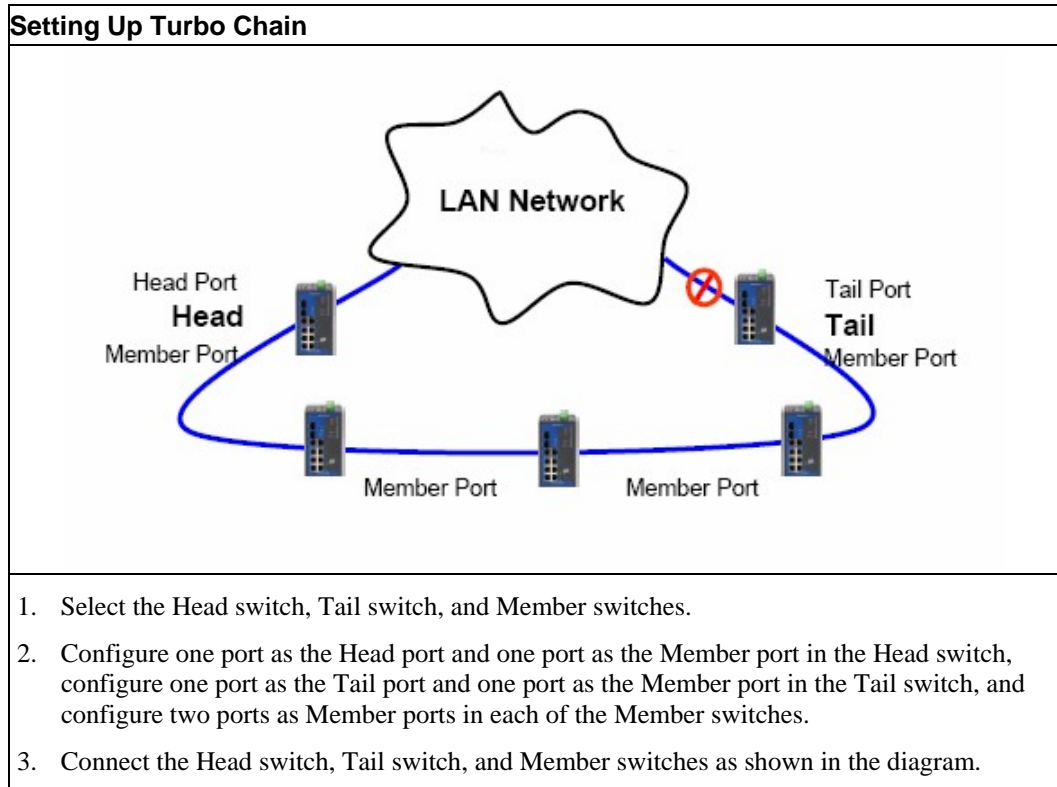 Setting Up Turbo Chain
LAN Network
Head Port
Head
Member Port
Tail Port
Tail
Member Port
Member Port
Member Port
1. Select the Head switch, Tail switch, and Member switches.
2. Configure one port as the Head port and one port as the Member port in the Head switch,
configure one port as the Tail port and one port as the Member port in the Tail switch, and
configure two ports as Member ports in each of the Member switches.
3. Connect the Head switch, Tail switch, and Member switches as shown in the diagram.